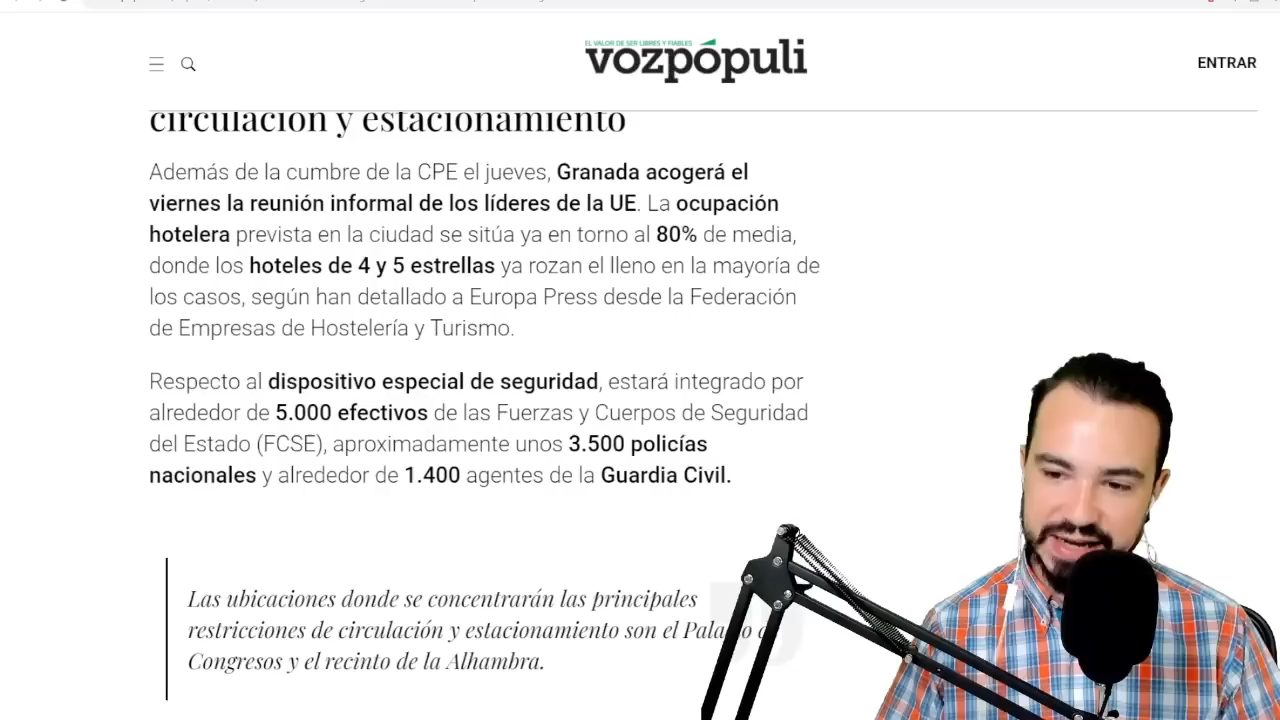 EL VALOR DE SER LIBRES Y FIABLES
vozpópuli
ENTRAR
circulación y estacionamiento
Además de la cumbre de la CPE el jueves, Granada acogerá el
viernes la reunión informal de los líderes de la UE. La ocupación
hotelera prevista en la ciudad se sitúa ya en torno al 80% de media,
donde los hoteles de 4 y 5 estrellas ya rozan el lleno en la mayoría de
los casos, según han detallado a Europa Press desde la Federación
de Empresas de Hostelería y Turismo.
Respecto al dispositivo especial de seguridad, estará integrado por
alrededor de 5.000 efectivos de las Fuerzas y Cuerpos de Seguridad
del Estado (FCSE), aproximadamente unos 3.500 policías
nacionales y alrededor de 1.400 agentes de la Guardia Civil.
Las ubicaciones donde se concentrarán las principales
restricciones de circulación y estacionamiento son el
Congresos y el recinto de la Alhambra.